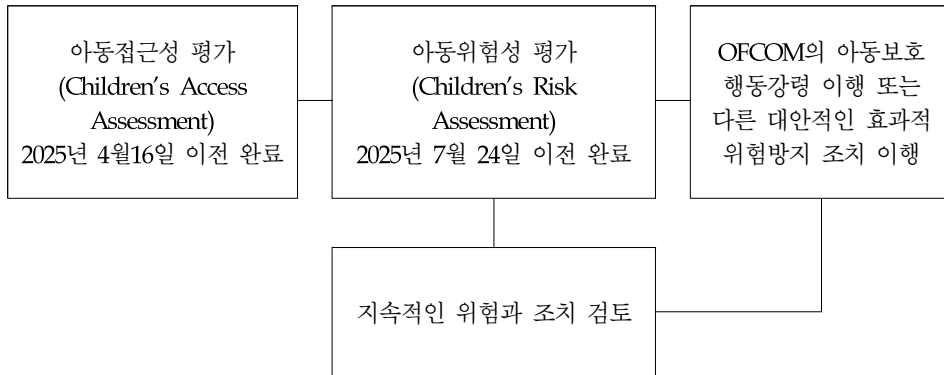 아동접근성 평가
(Children's Access
Assessment)
2025년 4월16일 이전 완료
아동위험성 평가
(Children's Risk
Assessment)
2025년 7월 24일 이전 완료
OFCOM의 아동보호
행동강령 이행 또는
다른 대안적인 효과적
위험방지 조치 이행
지속적인 위험과 조치 검토